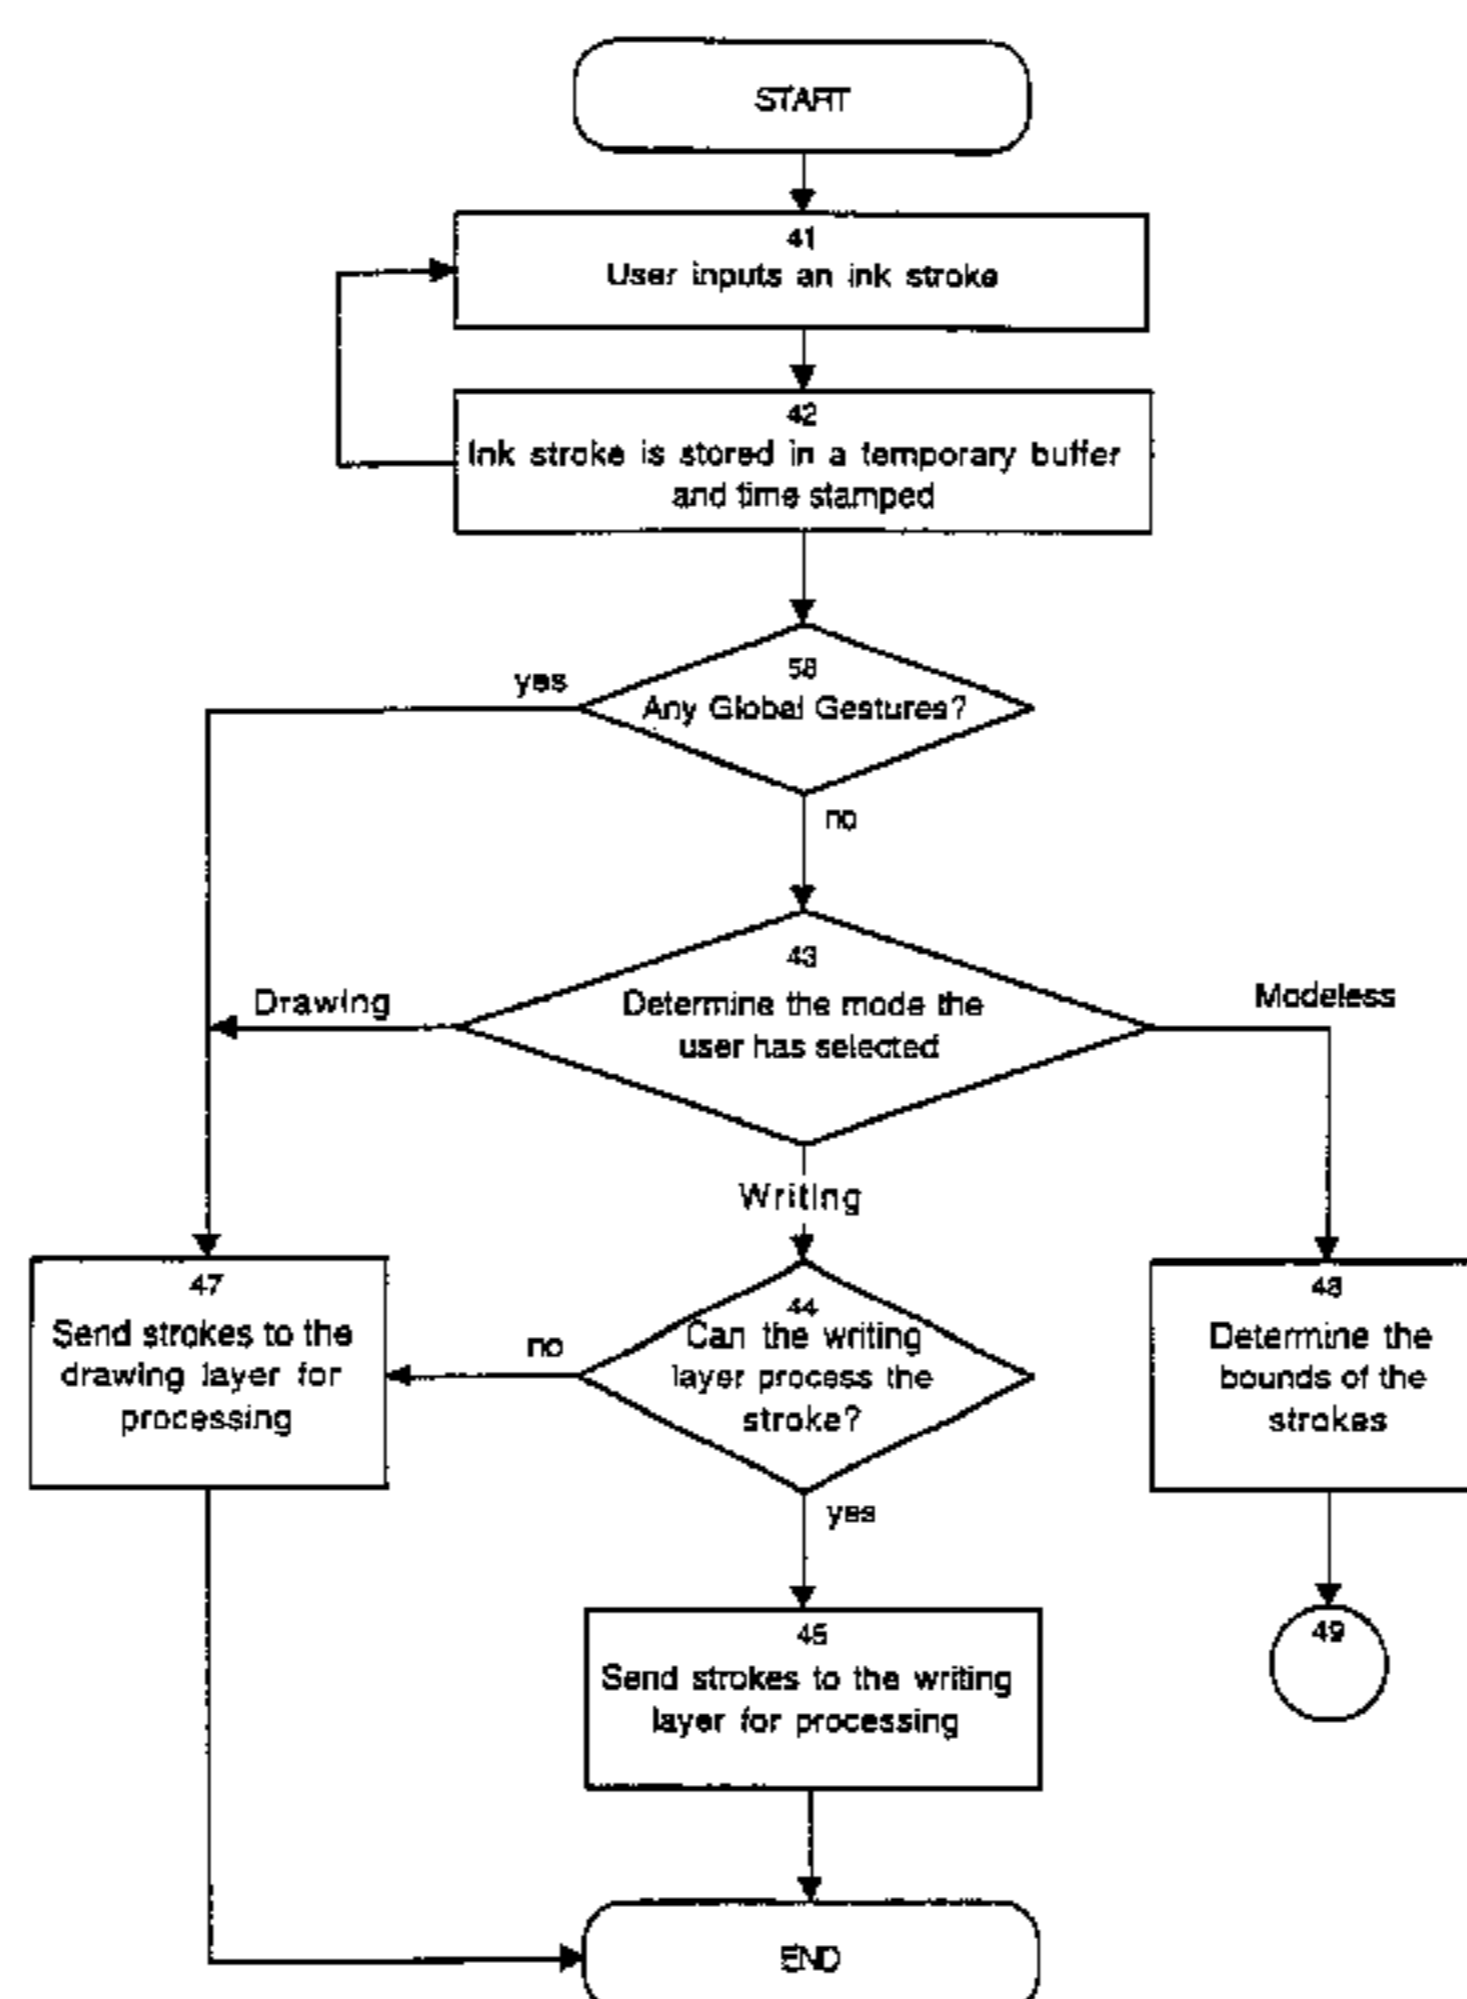 START
41
User inputs an ink stroke
42
Ink stroke is stored in a temporary buffer
and time stamped
58
Any Global Gestures?
yes
no
43
Determine the mode the
user has selected
Drawing
Modeless
Writing
47
Send strokes to the
drawing layer for
processing
no
44
Can the writing
layer process the
stroke?
yes
48
Determine the
bounds of the
strokes
49
45
Send strokes to the writing
layer for processing
END